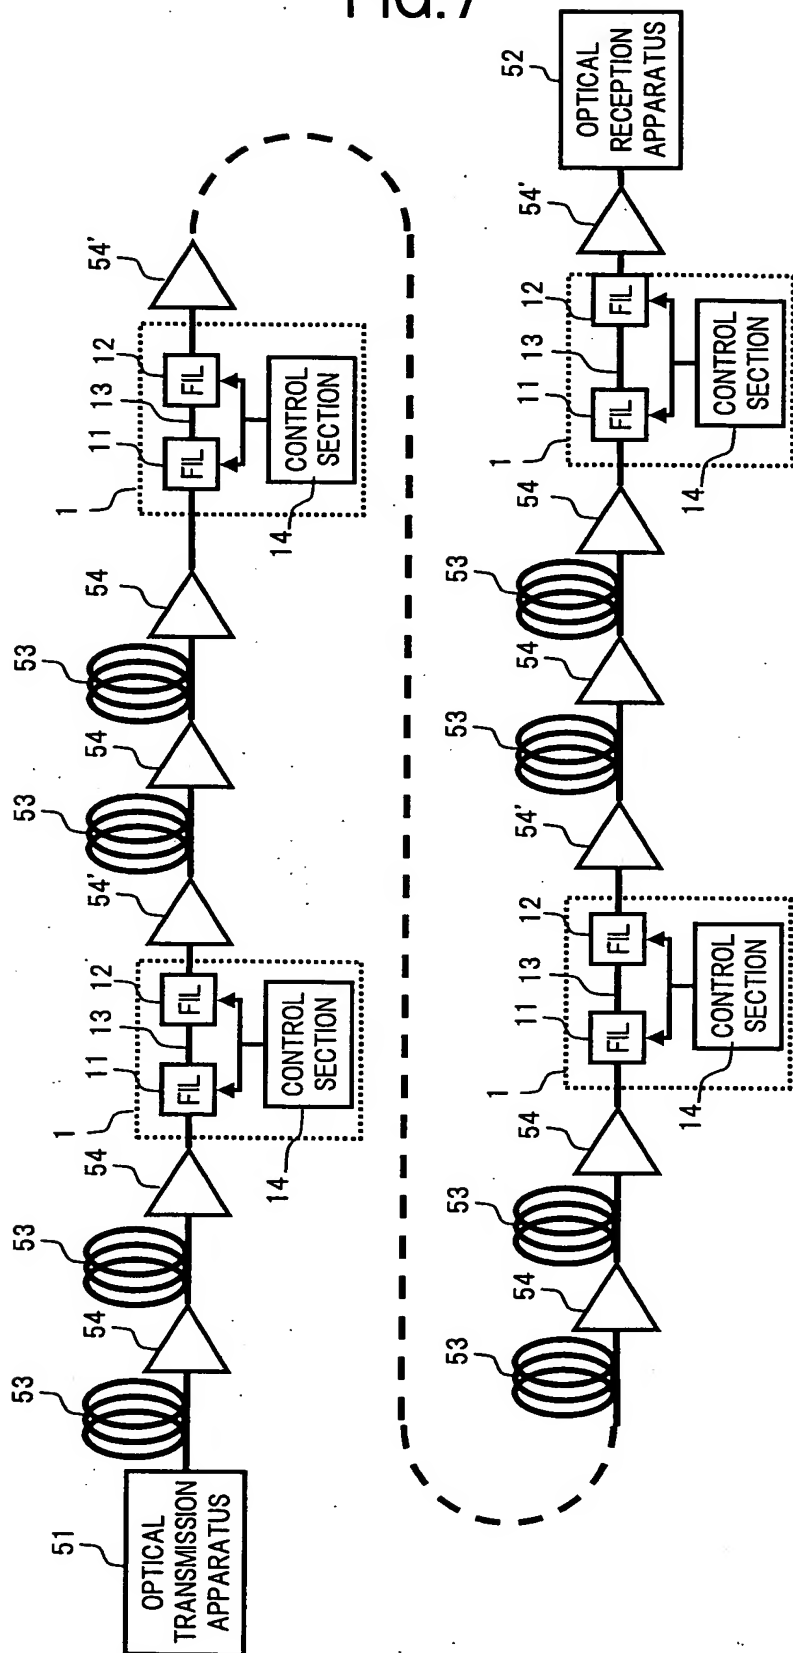 FIG.7
51
OPTICAL
TRANSMISSION
APPARATUS
53
54
53
54
1
11
13
12
FIL
FIL
14
CONTROL
SECTION
54'
53
54
53
54
1
11
13
12
FIL
FIL
14
CONTROL
SECTION
54'
53
54
53
54
1
11
13
12
FIL
FIL
14
CONTROL
SECTION
54'
53
54
53
54
1
11
13
12
FIL
FIL
14
CONTROL
SECTION
54'
52
OPTICAL
RECEPTION
APPARATUS